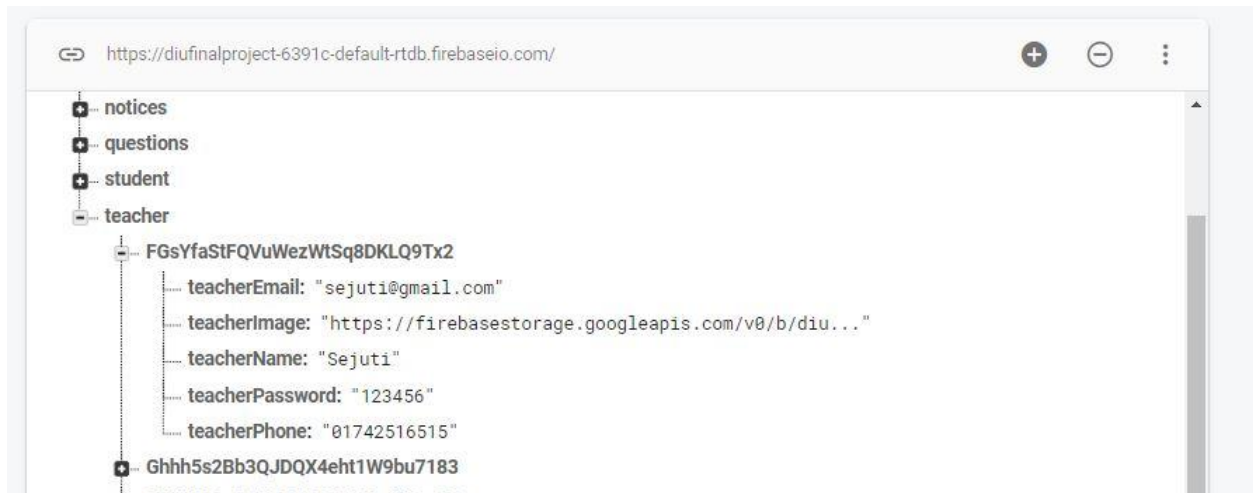 https://diufinalproject-6391c-default-rtdb.firebaseio.com/
notices
questions
student
teacher
FGsYfaStFQVuWezWtSq8DKLQ9Tx2
teacherEmail: "sejuti@gmail.com"
teacherImage: "https://firebasestorage.googleapis.com/v0/b/diu..."
teacherName: "Sejuti"
teacherPassword: "123456"
teacherPhone: "01742516515"
Ghhh5s2Bb3QJDQX4eht1W9bu7183